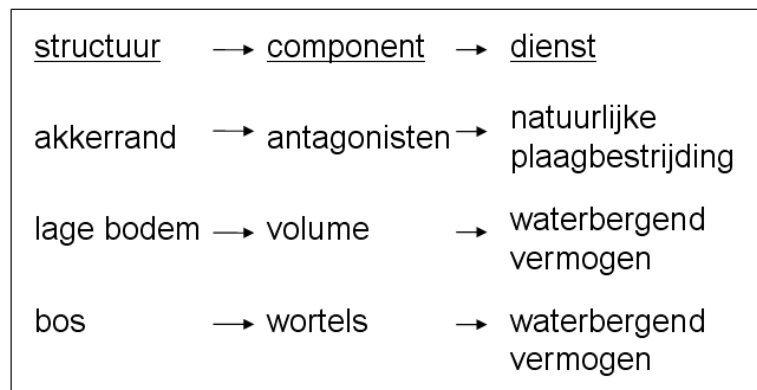 structuur → component → dienst
akkerrand → antagonisten → natuurlijke
plaagbestrijding
lage bodem → volume → waterbergend
vermogen
bos → wortels → waterbergend
vermogen